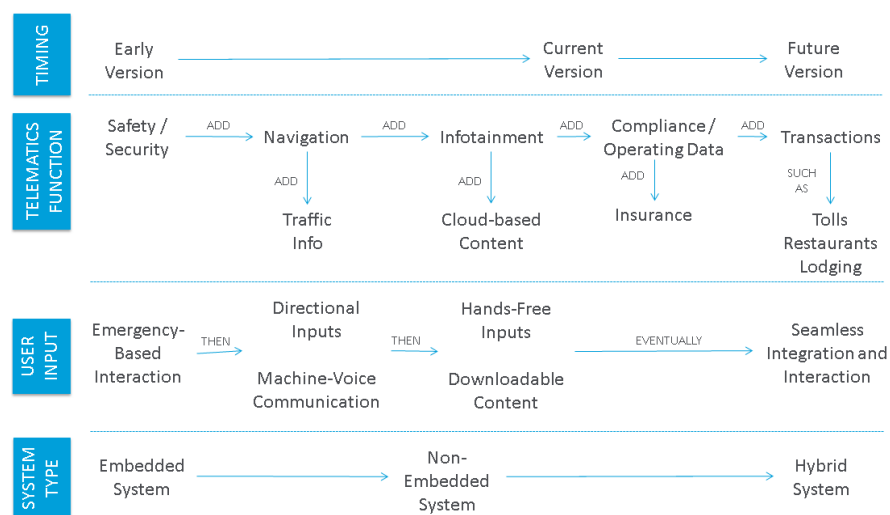 TIMING
Early
Version
Current
Version
Future
Version
TELEMATICS
FUNCTION
Safety /
Security
ADD
Navigation
ADD
Infotainment
ADD
Compliance /
Operating Data
ADD
Transactions
ADD
Traffic
Info
ADD
Cloud-based
Content
ADD
Insurance
SUCH
AS
Tolls
Restaurants
Lodging
USER
INPUT
Emergency-
Based
Interaction
THEN
Directional
Inputs
Machine-Voice
Communication
THEN
Hands-Free
Inputs
Downloadable
Content
EVENTUALLY
Seamless
Integration and
Interaction
SYSTEM
TYPE
Embedded
System
Non-
Embedded
System
Hybrid
System